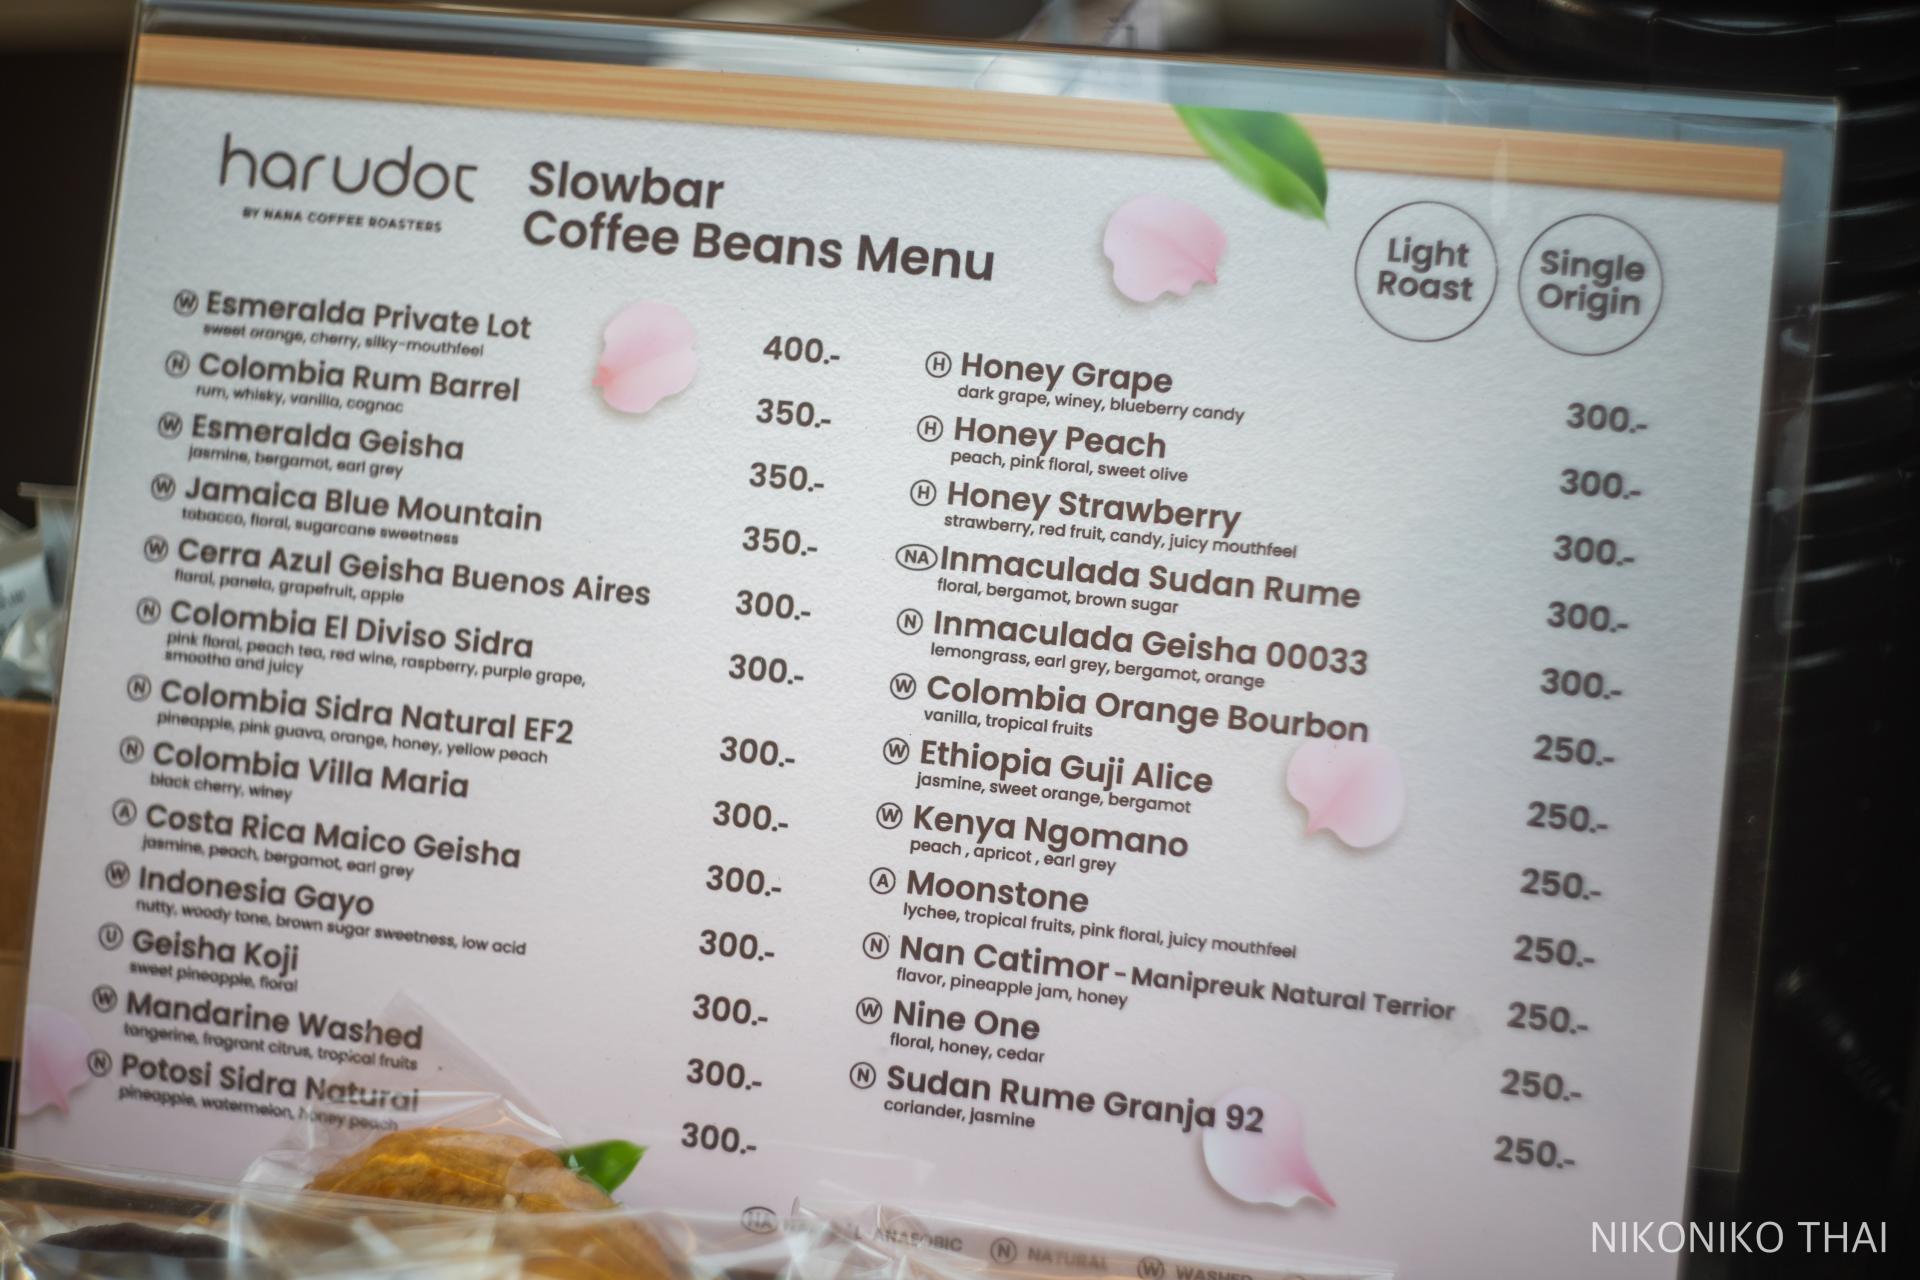 harudot
BY NANA COFFEE ROASTERS
Slowbar
Coffee Beans Menu
Light
Roast
Single
Origin
W Esmeralda Private Lot 400.-
sweet orange, cherry, silky-mouthfeel
N Colombia Rum Barrel 350.-
rum, whisky, vanilla, cognac
W Esmeralda Geisha 350.-
jasmine, bergamot, earl grey
W Jamaica Blue Mountain 350.-
tobacco, floral, sugarcane sweetness
W Cerra Azul Geisha Buenos Aires 300.-
floral, panela, grapefruit, apple
N Colombia El Diviso Sidra 300.-
pink floral, peach tea, red wine, raspberry, purple grape,
smootha and juicy
N Colombia Sidra Natural EF2 300.-
pineapple, pink guava, orange, honey, yellow peach
N Colombia Villa Maria 300.-
black cherry, winey
A Costa Rica Maico Geisha 300.-
jasmine, peach, bergamot, earl grey
W Indonesia Gayo 300.-
nutty, woody tone, brown sugar sweetness, low acid
U Geisha Koji 300.-
sweet pineapple, floral
W Mandarine Washed 300.-
tangerine, fragrant citrus, tropical fruits
N Potosi Sidra Natural 300.-
pineapple, watermelon, honey peach
H Honey Grape 300.-
dark grape, winey, blueberry candy
H Honey Peach 300.-
peach, pink floral, sweet olive
H Honey Strawberry 300.-
strawberry, red fruit, candy, juicy mouthfeel
NA Inmaculada Sudan Rume 300.-
floral, bergamot, brown sugar
N Inmaculada Geisha 00033 300.-
lemongrass, earl grey, bergamot, orange
W Colombia Orange Bourbon 250.-
vanilla, tropical fruits
W Ethiopia Guji Alice 250.-
jasmine, sweet orange, bergamot
W Kenya Ngomano 250.-
peach , apricot , earl grey
A Moonstone 250.-
lychee, tropical fruits, pink floral, juicy mouthfeel
N Nan Catimor - Manipreuk Natural Terrior 250.-
flavor, pineapple jam, honey
W Nine One 250.-
floral, honey, cedar
N Sudan Rume Granja 92 250.-
coriander, jasmine
NA ANAEOBIC N NATURAL W WASHED
NIKONIKO THAI